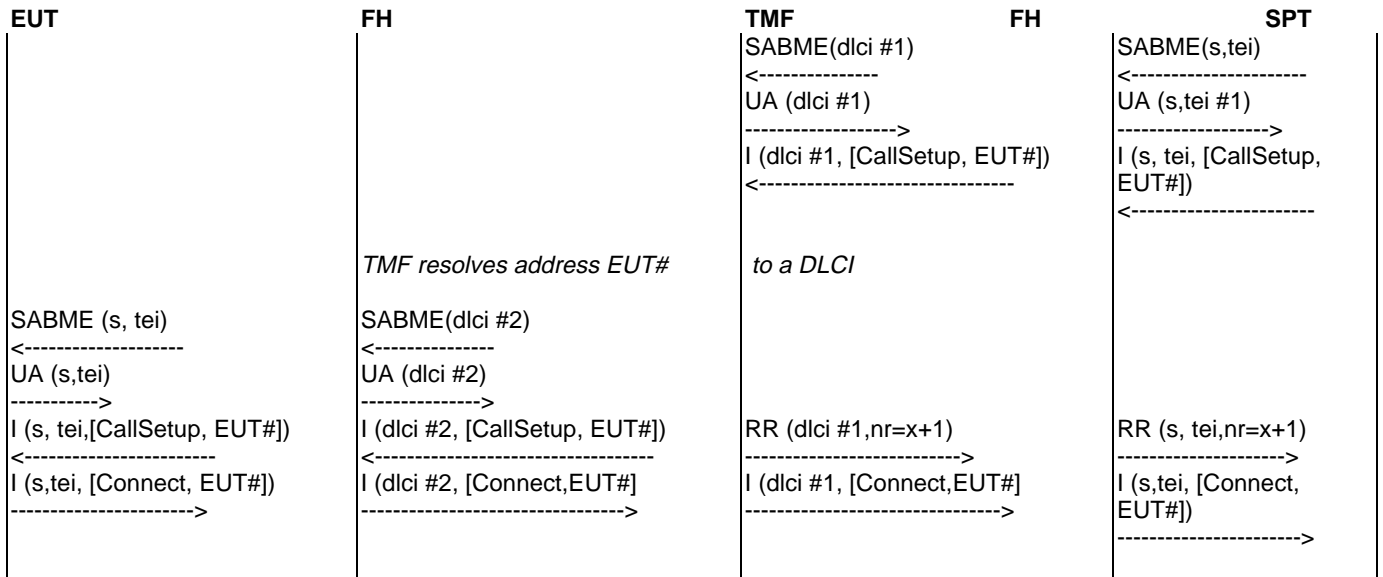 EUT FH TMF FH SPT
SABME(dlci #1) SABME(s,tei)
<--------------- <----------------------
UA (dlci #1) UA (s,tei #1)
-------------------> ------------------->
I (dlci #1, [CallSetup, EUT#]) I (s, tei, [CallSetup,
<-------------------------------- EUT#])
<-----------------------
TMF resolves address EUT# to a DLCI
SABME (s, tei) SABME(dlci #2)
<-------------------- <---------------
UA (s,tei) UA (dlci #2)
-----------> --------------->
I (s, tei,[CallSetup, EUT#]) I (dlci #2, [CallSetup, EUT#]) RR (dlci #1,nr=x+1) RR (s, tei,nr=x+1)
<------------------------ <----------------------------------- ---------------------------> --------------------->
I (s,tei, [Connect, EUT#]) I (dlci #2, [Connect,EUT#] I (dlci #1, [Connect,EUT#] I (s,tei, [Connect,
-----------------------> ---------------------------------> --------------------------------> EUT#])
----------------------->